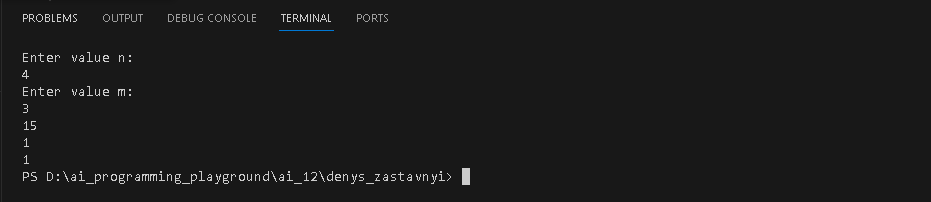 PROBLEMS OUTPUT DEBUG CONSOLE TERMINAL PORTS
Enter value n:
4
Enter value m:
3
15
1
1
PS D:\ai_programming_playground\ai_12\denys_zastavnyi>